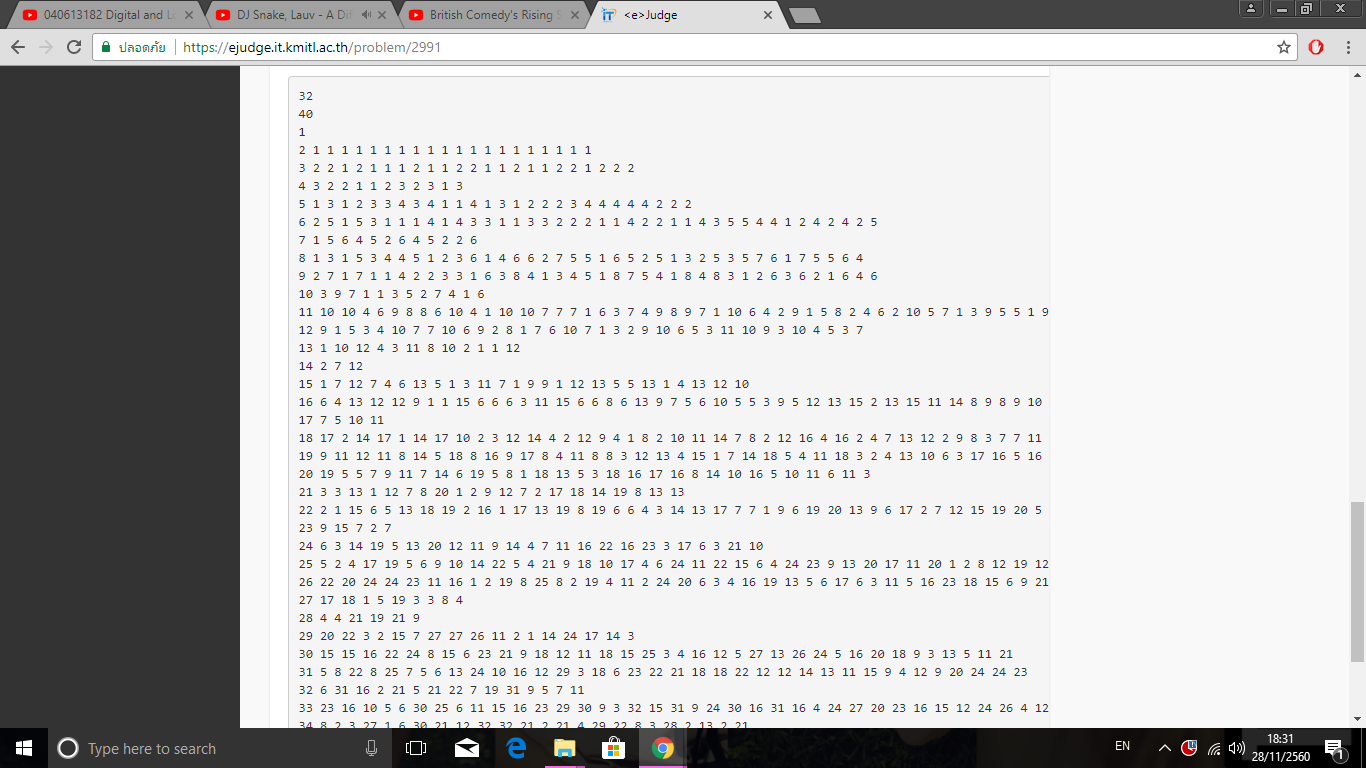 040613182 Digital and L
DJ Snake, Lauv - A Di
British Comedy's Rising S
<e>Judge
ปลอดภัย https://ejudge.it.kmitl.ac.th/problem/2991
32
40
1
2 1 1 1 1 1 1 1 1 1 1 1 1 1 1 1 1 1 1 1 1
3 2 2 1 2 1 1 1 2 1 1 2 2 1 1 2 1 1 2 2 1 2 2 2
4 3 2 2 1 1 2 3 2 3 1 3
5 1 3 1 2 3 3 4 3 4 1 1 4 1 3 1 2 2 2 3 4 4 4 4 4 2 2 2
6 2 5 1 5 3 1 1 1 4 1 4 3 3 1 1 3 3 2 2 2 1 1 4 2 2 1 1 4 3 5 5 4 4 1 2 4 2 4 2 5
7 1 5 6 4 5 2 6 4 5 2 2 6
8 1 3 1 5 3 4 4 5 1 2 3 6 1 4 6 6 2 7 5 5 1 6 5 2 5 1 3 2 5 3 5 7 6 1 7 5 5 6 4
9 2 7 1 7 1 1 4 2 2 3 3 1 6 3 8 4 1 3 4 5 1 8 7 5 4 1 8 4 8 3 1 2 6 3 6 2 1 6 4 6
10 3 9 7 1 1 3 5 2 7 4 1 6
11 10 10 4 6 9 8 8 6 10 4 1 10 10 7 7 7 1 6 3 7 4 9 8 9 7 1 10 6 4 2 9 1 5 8 2 4 6 2 10 5 7 1 3 9 5 5 1 9
12 9 1 5 3 4 10 7 7 10 6 9 2 8 1 7 6 10 7 1 3 2 9 10 6 5 3 11 10 9 3 10 4 5 3 7
13 1 10 12 4 3 11 8 10 2 1 1 12
14 2 7 12
15 1 7 12 7 4 6 13 5 1 3 11 7 1 9 9 1 12 13 5 5 13 1 4 13 12 10
16 6 4 13 12 12 9 1 1 15 6 6 6 3 11 15 6 6 8 6 13 9 7 5 6 10 5 5 3 9 5 12 13 15 2 13 15 11 14 8 9 8 9 10
17 7 5 10 11
18 17 2 14 17 1 14 17 10 2 3 12 14 4 2 12 9 4 1 8 2 10 11 14 7 8 2 12 16 4 16 2 4 7 13 12 2 9 8 3 7 7 11
19 9 11 12 11 8 14 5 18 8 16 9 17 8 4 11 8 8 3 12 13 4 15 1 7 14 18 5 4 11 18 3 2 4 13 10 6 3 17 16 5 16
20 19 5 5 7 9 11 7 14 6 19 5 8 1 18 13 5 3 18 16 17 16 8 14 10 16 5 10 11 6 11 3
21 3 3 13 1 12 7 8 20 1 2 9 12 7 2 17 18 14 19 8 13 13
22 2 1 15 6 5 13 18 19 2 16 1 17 13 19 8 19 6 6 4 3 14 13 17 7 7 1 9 6 19 20 13 9 6 17 2 7 12 15 19 20 5
23 9 15 7 2 7
24 6 3 14 19 5 13 20 12 11 9 14 4 7 11 16 22 16 23 3 17 6 3 21 10
25 5 2 4 17 19 5 6 9 10 14 22 5 4 21 9 18 10 17 4 6 24 11 22 15 6 4 24 23 9 13 20 17 11 20 1 2 8 12 19 12
26 22 20 24 24 23 11 16 1 2 19 8 25 8 2 19 4 11 2 24 20 6 3 4 16 19 13 5 6 17 6 3 11 5 16 23 18 15 6 9 21
27 17 18 1 5 19 3 3 8 4
28 4 4 21 19 21 9
29 20 22 3 2 15 7 27 27 26 11 2 1 14 24 17 14 3
30 15 15 16 22 24 8 15 6 23 21 9 18 12 11 18 15 25 3 4 16 12 5 27 13 26 24 5 16 20 18 9 3 13 5 11 21
31 5 8 22 8 25 7 5 6 13 24 10 16 12 29 3 18 6 23 22 21 18 18 22 12 12 14 13 11 15 9 4 12 9 20 24 24 23
32 6 31 16 2 21 5 21 22 7 19 31 9 5 7 11
33 23 16 10 5 6 30 25 6 11 15 16 23 29 30 9 3 32 15 31 9 24 30 16 31 16 4 24 27 20 23 16 15 12 24 26 4 12
34 8 2 3 27 1 6 30 21 12 32 32 21 2 21 4 29 22 8 3 28 2 13 2 21
Type here to search
EN
18:31
28/11/2560